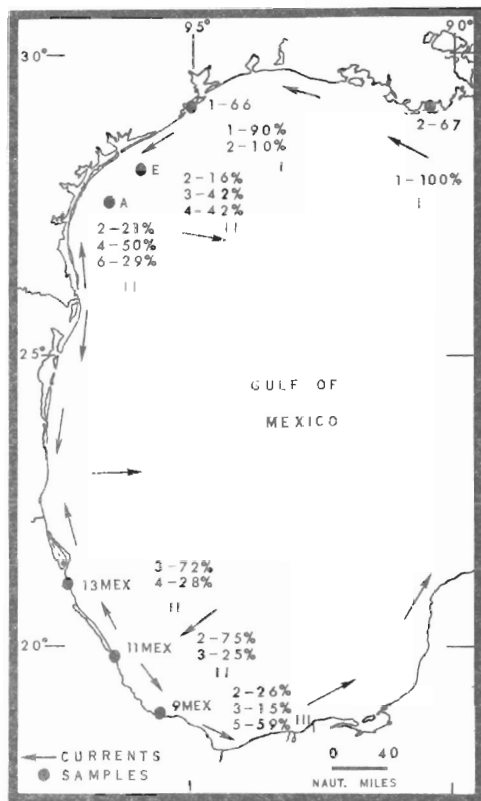 95°
90°
30°
1-66
2-67
1-90%
2-10%
I
1-100%
I
E
A
2-16%
3-42%
4-42%
II
2-21%
4-50%
6-29%
II
25°
GULF OF
MEXICO
3-72%
4-28%
II
13MEX
20°
11MEX
2-75%
3-25%
II
9MEX
2-26%
3-15%
5-59%
III
CURRENTS
SAMPLES
0 40
NAUT. MILES